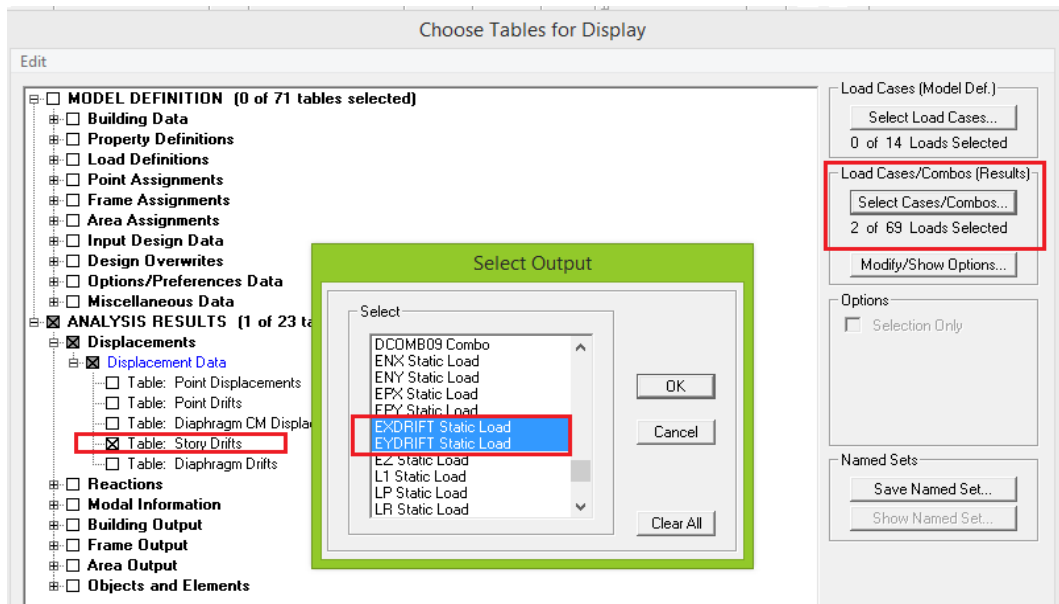 Choose Tables for Display
Edit
MODEL DEFINITION (0 of 71 tables selected)
Building Data
Property Definitions
Load Definitions
Point Assignments
Frame Assignments
Area Assignments
Input Design Data
Design Overwrites
Options/Preferences Data
Miscellaneous Data
ANALYSIS RESULTS (1 of 23 ta
Displacements
Displacement Data
Table: Point Displacements
Table: Point Drifts
Table: Diaphragm CM Displa
Table: Story Drifts
Table: Diaphragm Drifts
Reactions
Modal Information
Building Output
Frame Output
Area Output
Objects and Elements
Select Output
Select
DCOMB09 Combo
ENX Static Load
ENY Static Load
EPX Static Load
EPY Static Load
EXDRIFT Static Load
EYDRIFT Static Load
EZ Static Load
L1 Static Load
LP Static Load
LR Static Load
OK
Cancel
Clear All
Load Cases (Model Def.)
Select Load Cases...
0 of 14 Loads Selected
Load Cases/Combos (Results)
Select Cases/Combos...
2 of 69 Loads Selected
Modify/Show Options...
Options
Selection Only
Named Sets
Save Named Set...
Show Named Set...